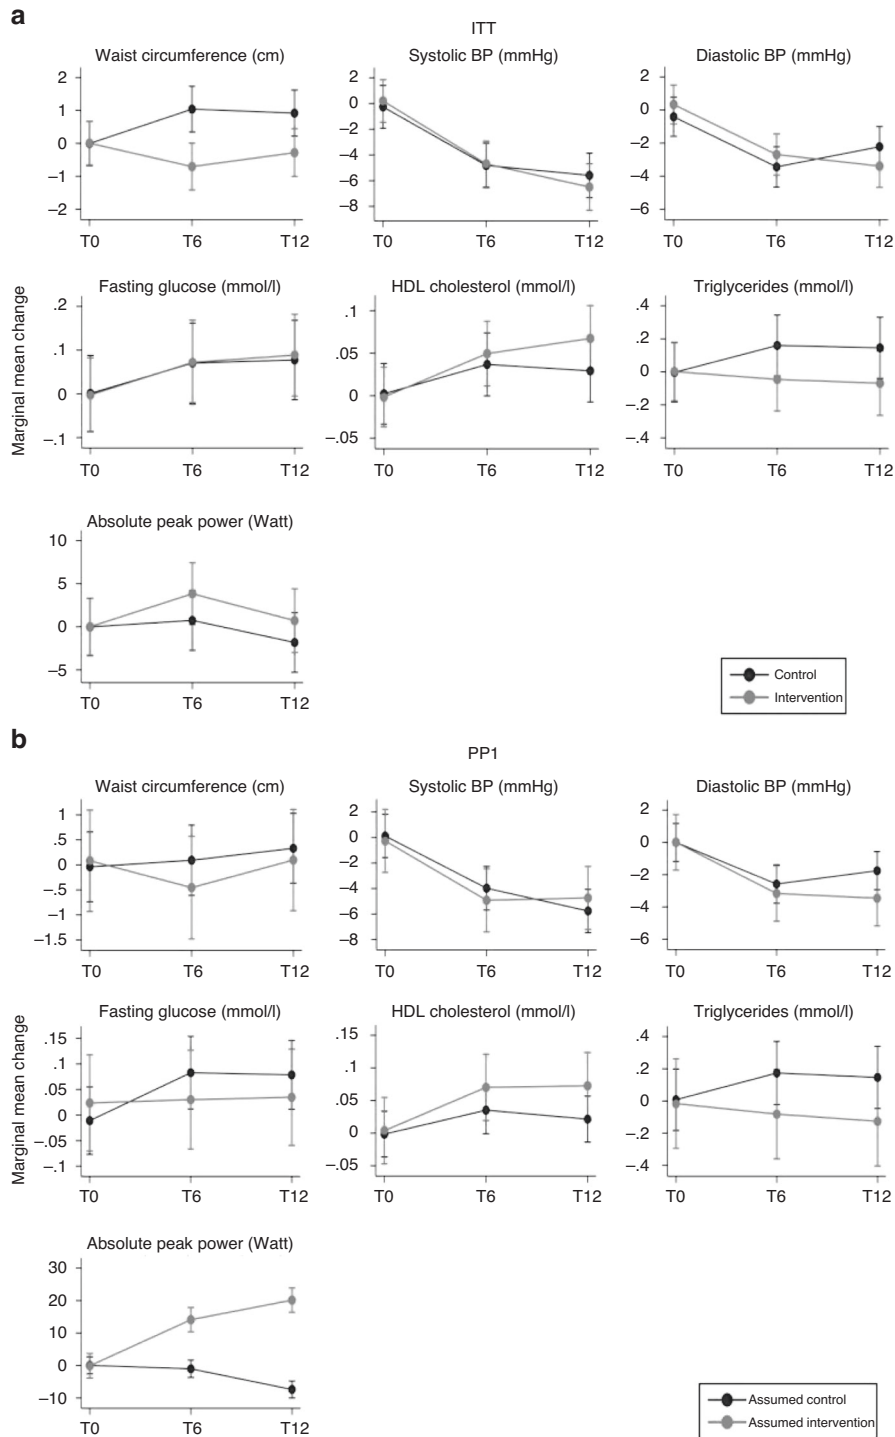 a
ITT
Waist circumference (cm) Systolic BP (mmHg) Diastolic BP (mmHg)
2 2 2
1 0 0
0 −2 −2
−1 −4 −4
−2 −6 −6
−8
T0 T6 T12 T0 T6 T12 T0 T6 T12
Marginal mean change
Fasting glucose (mmol/l) HDL cholesterol (mmol/l) Triglycerides (mmol/l)
.2 .1 .4
.1 .05 .2
0 0 0
−.1 −.05 −.2
−.4
T0 T6 T12 T0 T6 T12 T0 T6 T12
Absolute peak power (Watt)
10
5
0
−5
T0 T6 T12
Control
Intervention
b
PP1
Waist circumference (cm) Systolic BP (mmHg) Diastolic BP (mmHg)
1 2 2
.5 0 0
0 −2 −2
−.5 −4 −4
−1 −6 −6
−1.5 −8
T0 T6 T12 T0 T6 T12 T0 T6 T12
Marginal mean change
Fasting glucose (mmol/l) HDL cholesterol (mmol/l) Triglycerides (mmol/l)
.15 .15 .4
.1 .1 .2
.05 .05 0
0 0 −.2
−.05 −.05 −.4
−.1
T0 T6 T12 T0 T6 T12 T0 T6 T12
Absolute peak power (Watt)
30
20
10
0
−10
T0 T6 T12
Assumed control
Assumed intervention